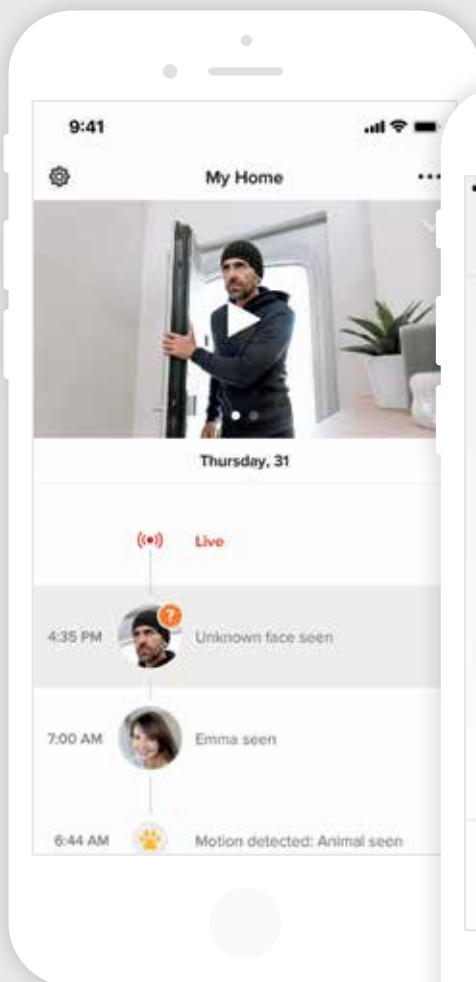 9:41
My Home
Thursday, 31
Live
?
4:35 PM Unknown face seen
7:00 AM Emma seen
6:44 AM Motion detected: Animal seen